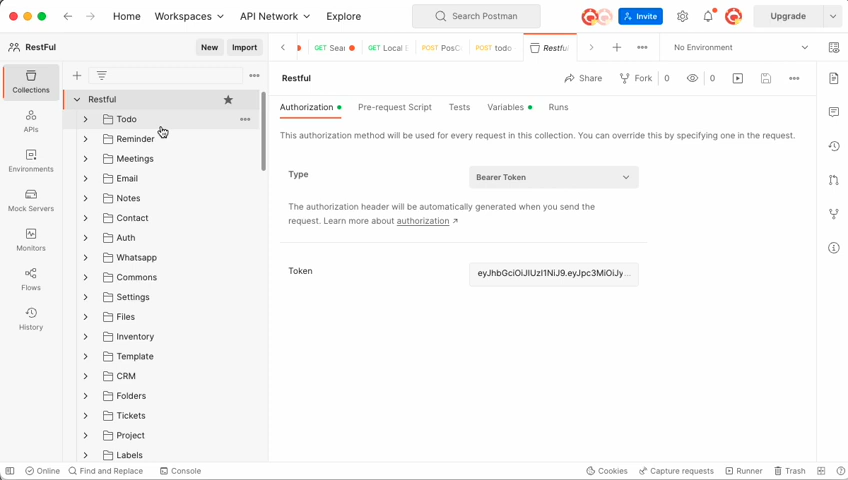 Home Workspaces API Network Explore Search Postman Invite Upgrade
RestFul New Import GET Sear GET Local POST PosC POST todo Restfu No Environment
Collections
APIs
Environments
Mock Servers
Monitors
Flows
History
Restful
Todo
Reminder
Meetings
Email
Notes
Contact
Auth
Whatsapp
Commons
Settings
Files
Inventory
Template
CRM
Folders
Tickets
Project
Labels
Restful Share Fork 0 0
Authorization Pre-request Script Tests Variables Runs
This authorization method will be used for every request in this collection. You can override this by specifying one in the request.
Type Bearer Token
The authorization header will be automatically generated when you send the
request. Learn more about authorization ↗
Token eyJhbGciOiJIUzI1NiJ9.eyJpc3MiOiJy...
Online Find and Replace Console Cookies Capture requests Runner Trash